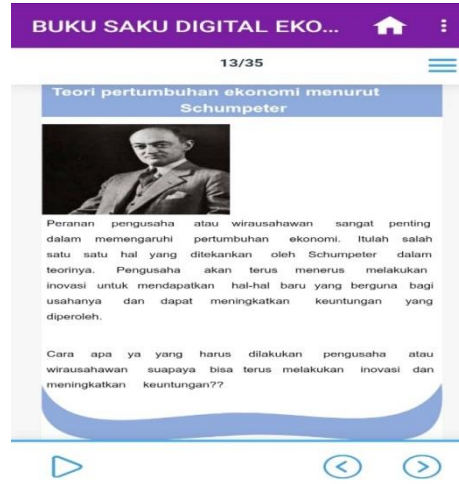 BUKU SAKU DIGITAL EKO...
13/35
Teori pertumbuhan ekonomi menurut
Schumpeter
Peranan pengusaha atau wirausahawan sangat penting
dalam memengaruhi pertumbuhan ekonomi. Itulah salah
satu satu hal yang ditekankan oleh Schumpeter dalam
teorinya. Pengusaha akan terus menerus melakukan
inovasi untuk mendapatkan hal-hal baru yang berguna bagi
usahanya dan dapat meningkatkan keuntungan yang
diperoleh.
Cara apa ya yang harus dilakukan pengusaha atau
wirausahawan suapaya bisa terus melakukan inovasi dan
meningkatkan keuntungan??